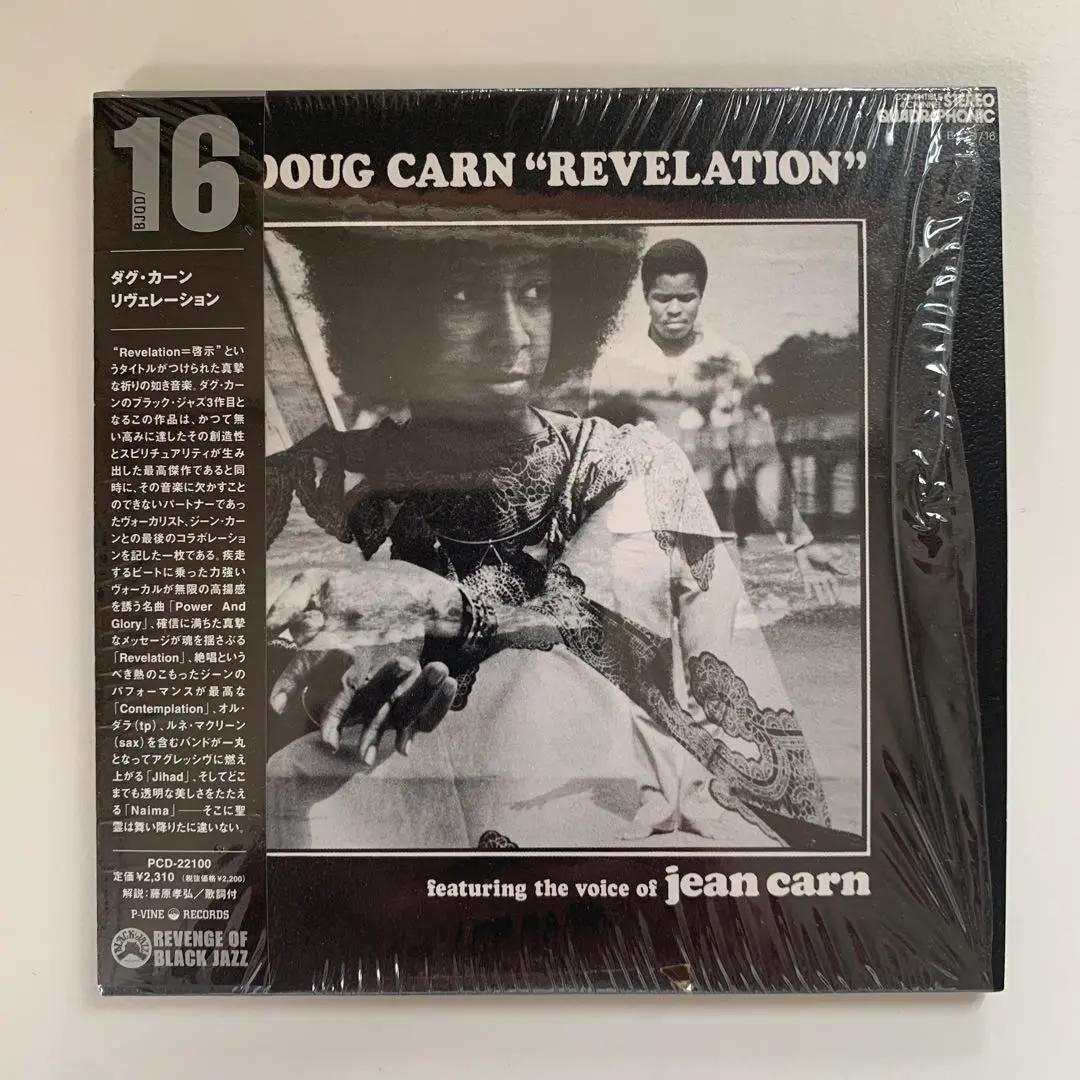 16
BJQD/
ダグ・カーン
リヴェレーション
“Revelation=啓示”とい
うタイトルがつけられた真摯
な祈りの如き音楽。ダグ・カー
ンのブラック・ジャズ3作目と
なるこの作品は、かつて無
い高みに達したその創造性
とスピリチュアリティが生み
出した最高傑作であると同
時に、その音楽に欠かすこと
のできないパートナーであっ
たヴォーカリスト、ジーン・カー
ンとの最後のコラボレーショ
ンを記した一枚である。疾走
するビートに乗った力強い
ヴォーカルが無限の高揚感
を誘う名曲「Power And
Glory」、確信に満ちた真摯
なメッセージが魂を揺さぶる
「Revelation」、絶唱という
べき熱のこもったジーンの
パフォーマンスが最高な
「Contemplation」、オル・
ダラ(tp)、ルネ・マクリーン
(sax)を含むバンドが一丸
となってアグレッシヴに燃え
上がる「Jihad」、そしてどこ
までも透明な美しさをたたえ
る「Naima」——そこに聖
霊は舞い降りたに違いない。
PCD-22100
定価¥2,310 (税抜価格¥2,200)
解説:藤原孝弘/歌詞付
P-VINE RECORDS
BLACK JAZZ
REVENGE OF
BLACK JAZZ
DOUG CARN “REVELATION”
STEREO
QUADRAPHONIC
featuring the voice of jean carn